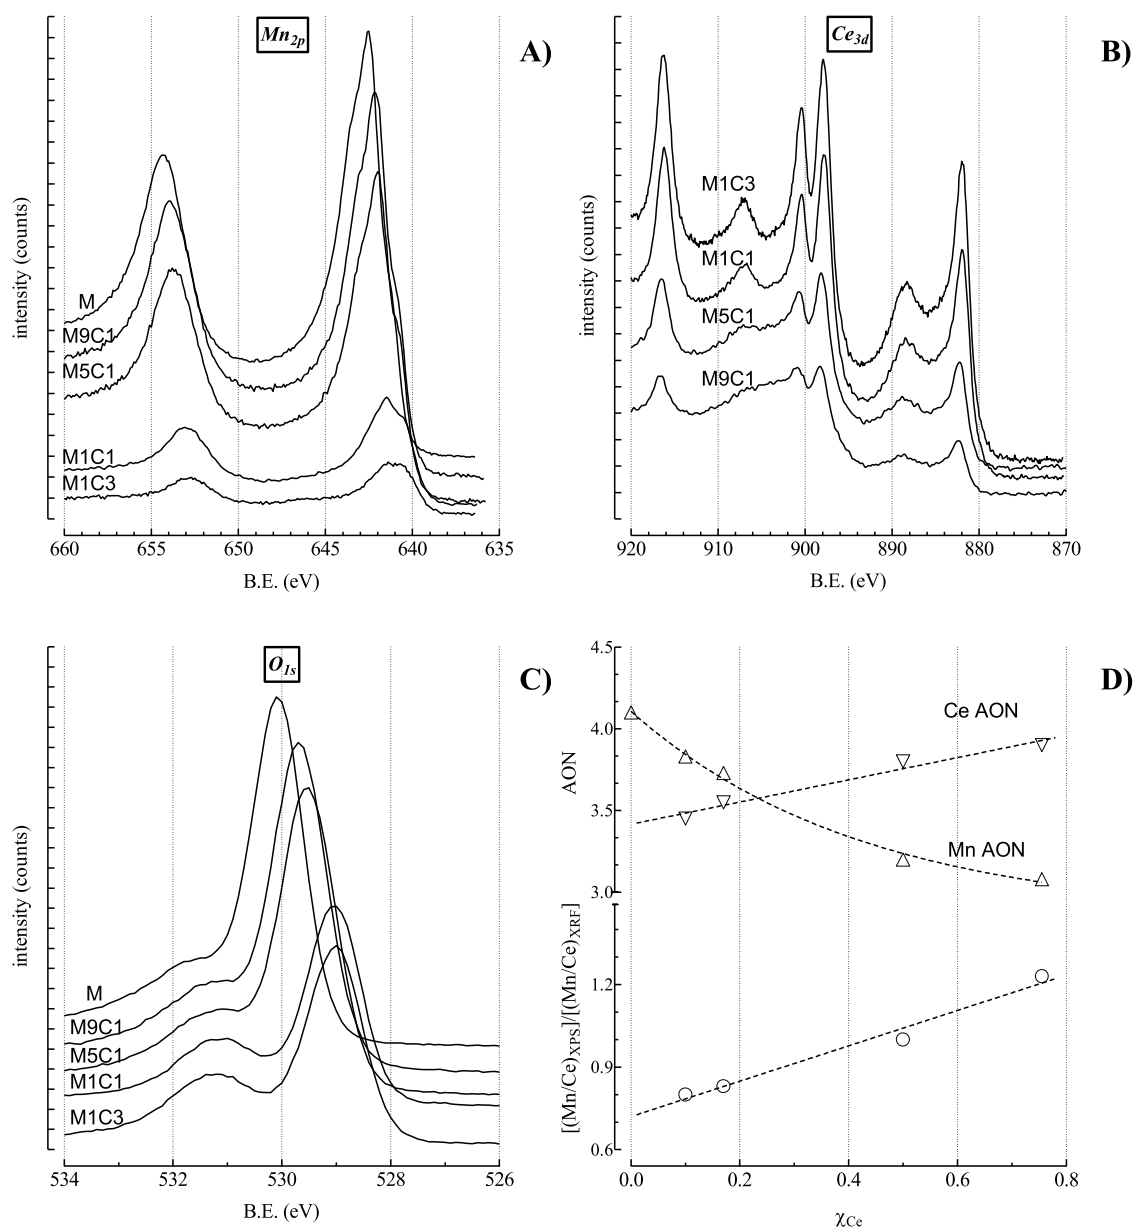 Mn2p
A)
intensity (counts)
M
M9C1
M5C1
M1C1
M1C3
660 655 650 645 640 635
B.E. (eV)
Ce3d
B)
intensity (counts)
M1C3
M1C1
M5C1
M9C1
920 910 900 890 880 870
B.E. (eV)
O1s
C)
intensity (counts)
M
M9C1
M5C1
M1C1
M1C3
534 532 530 528 526
B.E. (eV)
D)
4.5
4.0
3.5
3.0
AON
Ce AON
Mn AON
1.2
0.9
0.6
[(Mn/Ce)XPS]/[(Mn/Ce)XRF]
0.0 0.2 0.4 0.6 0.8
χCe